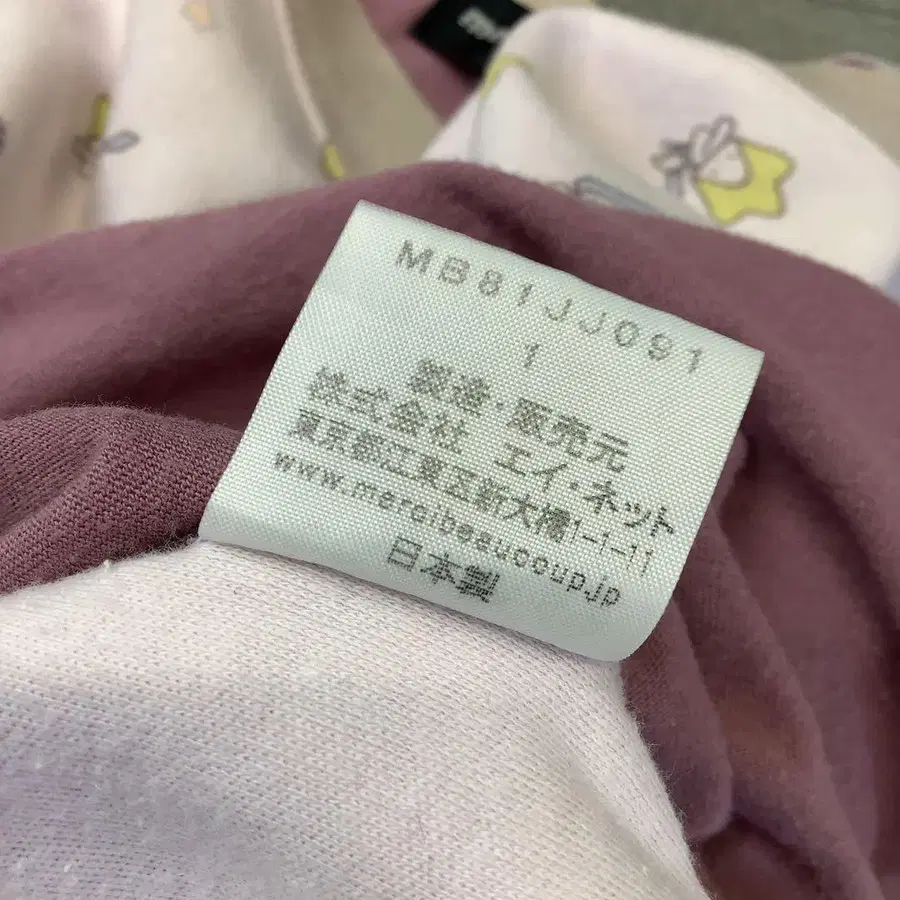 MB81JJ091
1
製造・販売元
株式会社 エイ・ネット
東京都江東区新大橋1-1-11
www.mercibeaucoup.jp
日本製